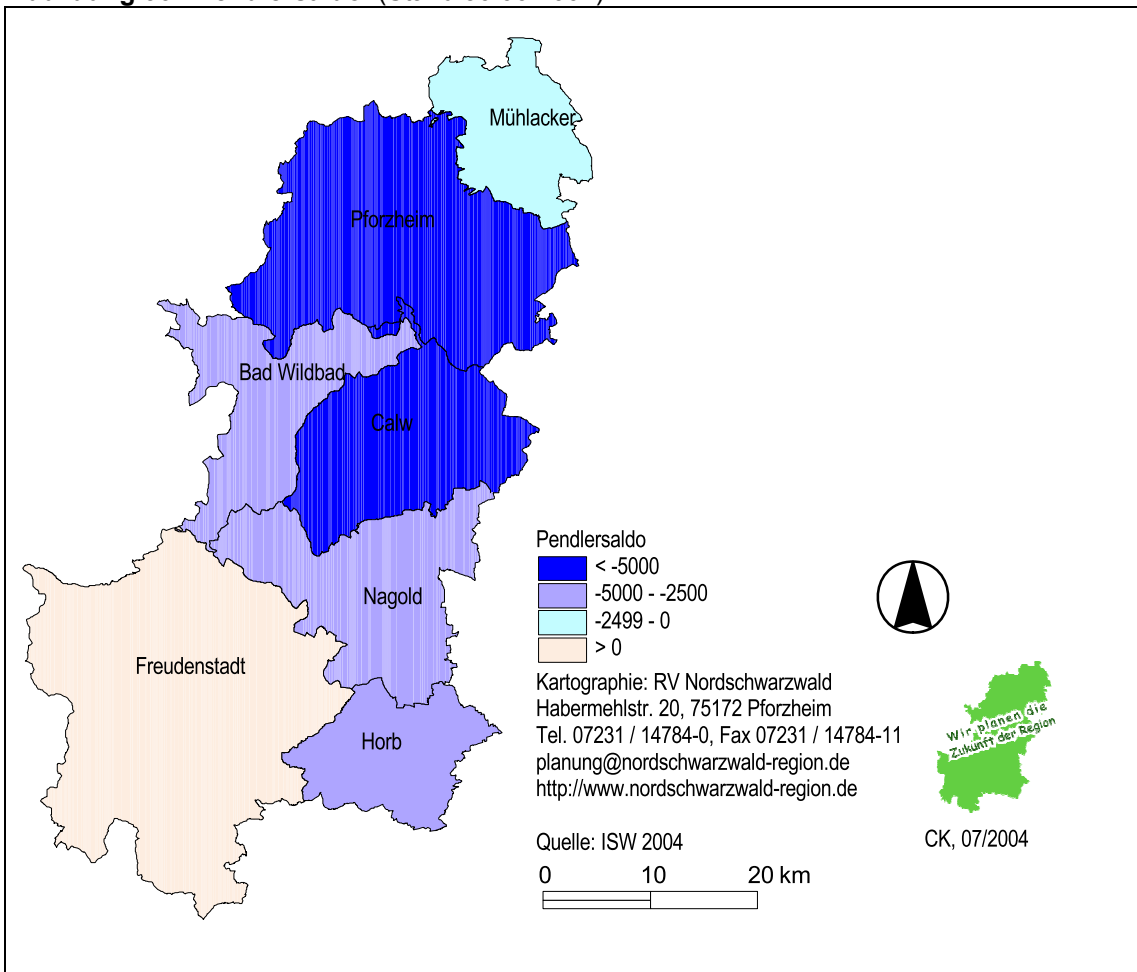 Mühlacker
Pforzheim
Bad Wildbad
Calw
Nagold
Freudenstadt
Horb
Pendlersaldo
< -5000
-5000 - -2500
-2499 - 0
> 0
Kartographie: RV Nordschwarzwald
Habermehlstr. 20, 75172 Pforzheim
Tel. 07231 / 14784-0, Fax 07231 / 14784-11
planung@nordschwarzwald-region.de
http://www.nordschwarzwald-region.de
Wir planen die
Zukunft der Region
Quelle: ISW 2004
CK, 07/2004
0 10 20 km